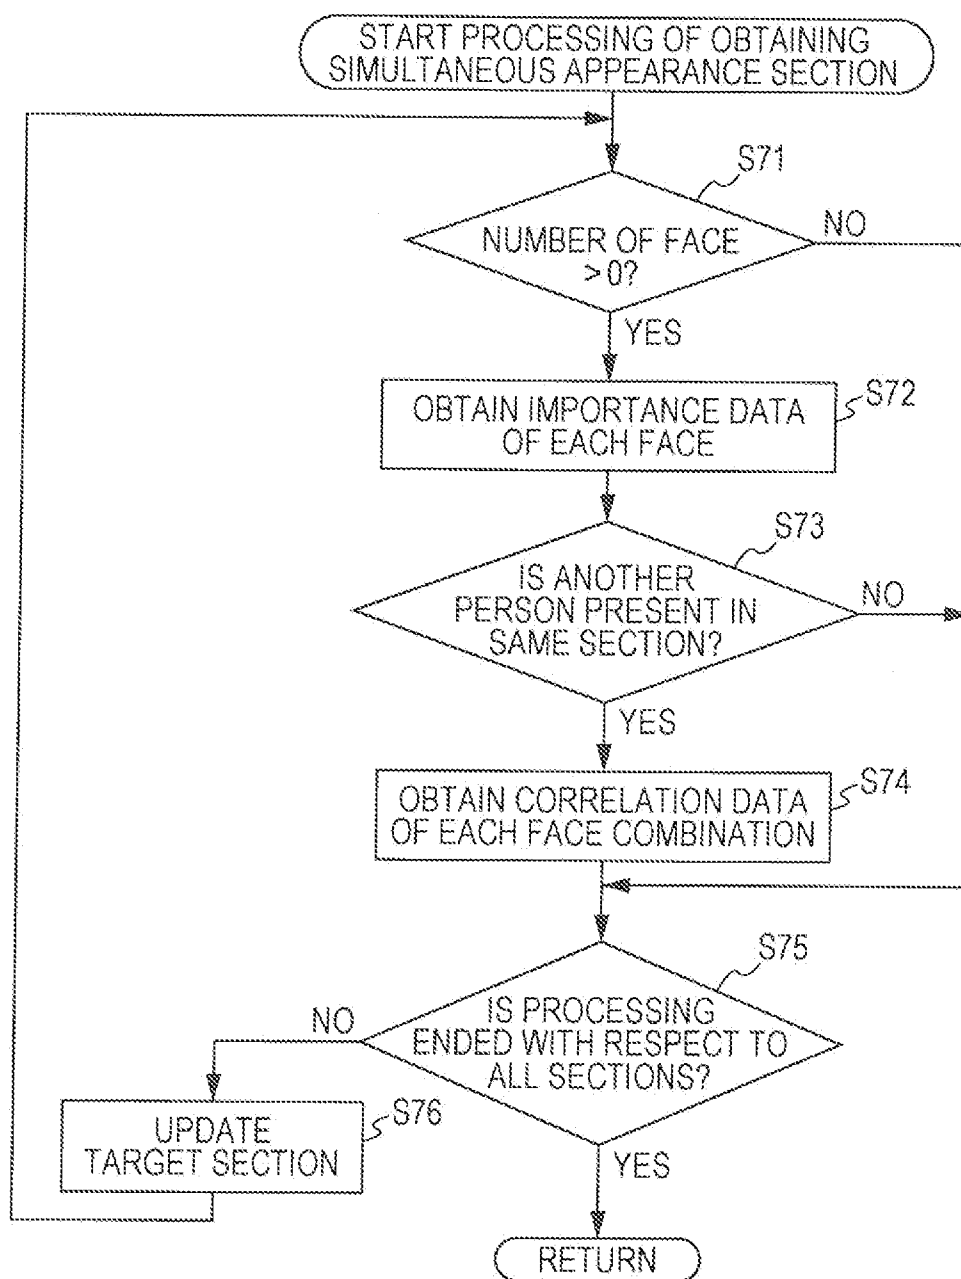 START PROCESSING OF OBTAINING
SIMULTANEOUS APPEARANCE SECTION
S71
NUMBER OF FACE
> 0?
NO
YES
S72
OBTAIN IMPORTANCE DATA
OF EACH FACE
S73
IS ANOTHER
PERSON PRESENT IN
SAME SECTION?
NO
YES
S74
OBTAIN CORRELATION DATA
OF EACH FACE COMBINATION
S75
IS PROCESSING
ENDED WITH RESPECT TO
ALL SECTIONS?
NO
S76
UPDATE
TARGET SECTION
YES
RETURN